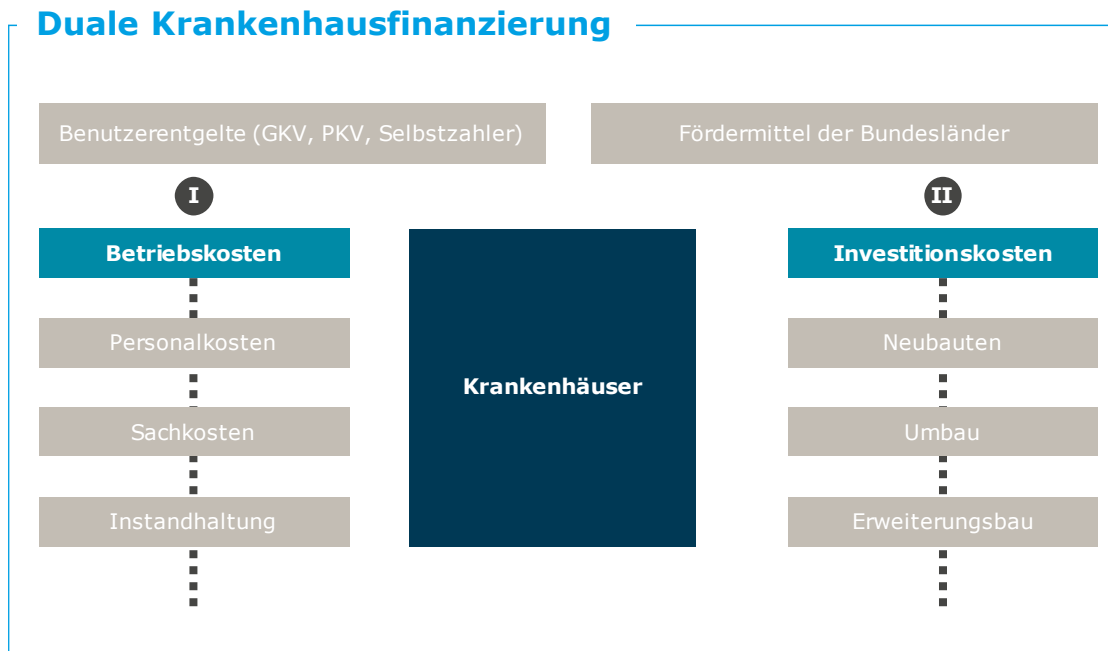 Duale Krankenhausfinanzierung
Benutzerentgelte (GKV, PKV, Selbstzahler)
Fördermittel der Bundesländer
I
II
Betriebskosten
Krankenhäuser
Investitionskosten
Personalkosten
Neubauten
Sachkosten
Umbau
Instandhaltung
Erweiterungsbau